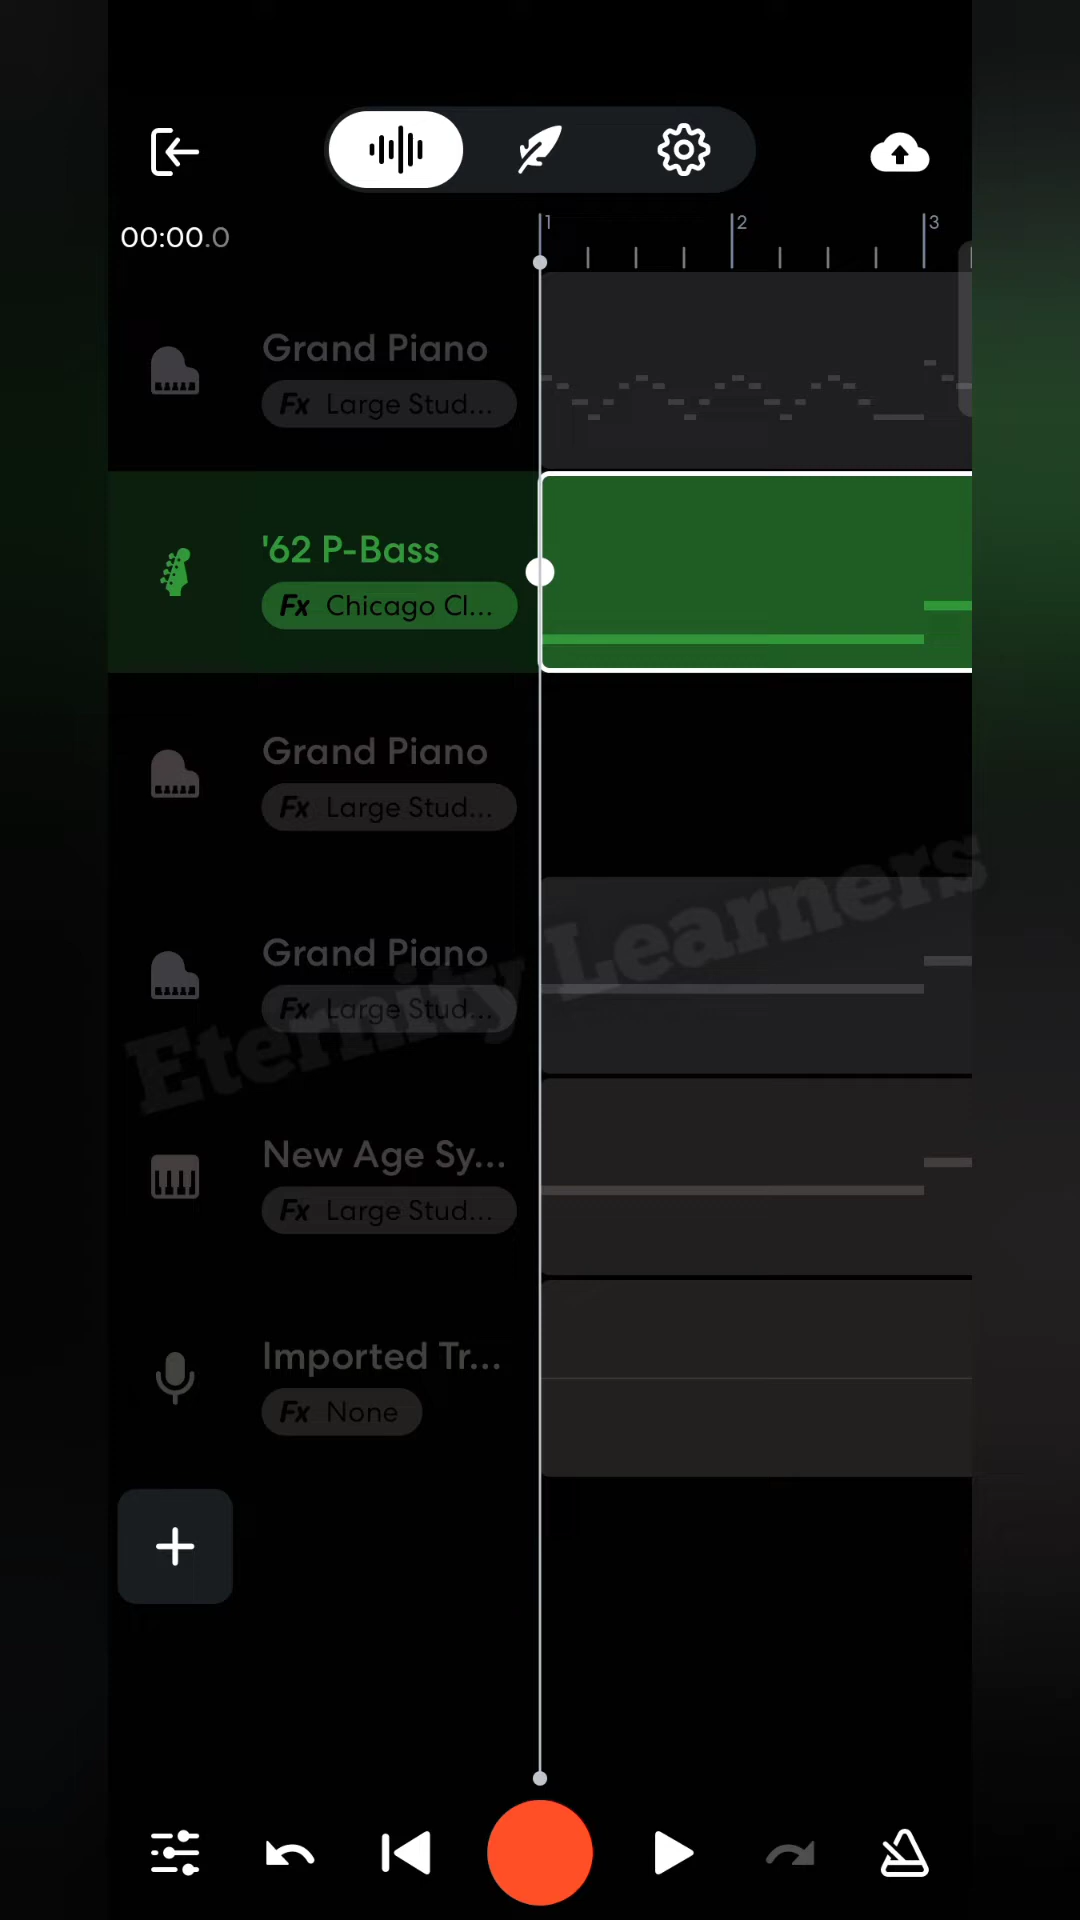 00:00.0
1
2
3
Grand Piano
Fx Large Stud...
'62 P-Bass
Fx Chicago Cl...
Grand Piano
Fx Large Stud...
Grand Piano
Fx Large Stud...
Eternity Learners
New Age Sy...
Fx Large Stud...
Imported Tr...
Fx None